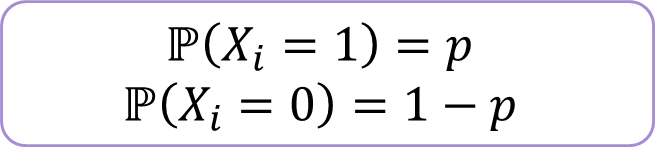 ℙ(𝑋ᵢ = 1) = 𝑝
ℙ(𝑋ᵢ = 0) = 1 − 𝑝